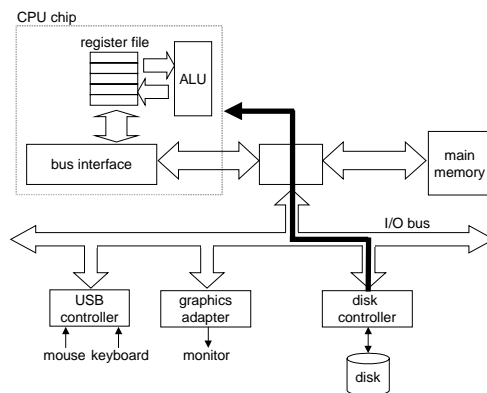 CPU chip
register file
ALU
bus interface
main
memory
I/O bus
USB
controller
graphics
adapter
disk
controller
mouse keyboard
monitor
disk